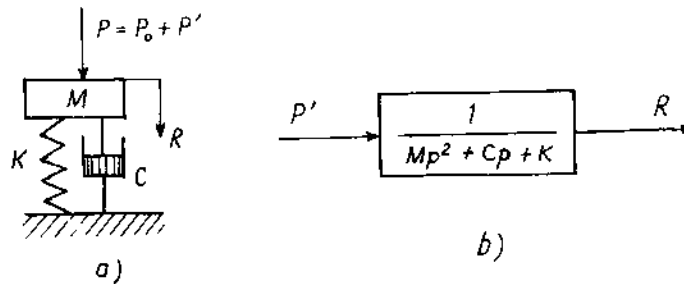 P = P₀ + P'
M
R
K
C
a)
P'
1
Mp² + Cp + K
R
b)